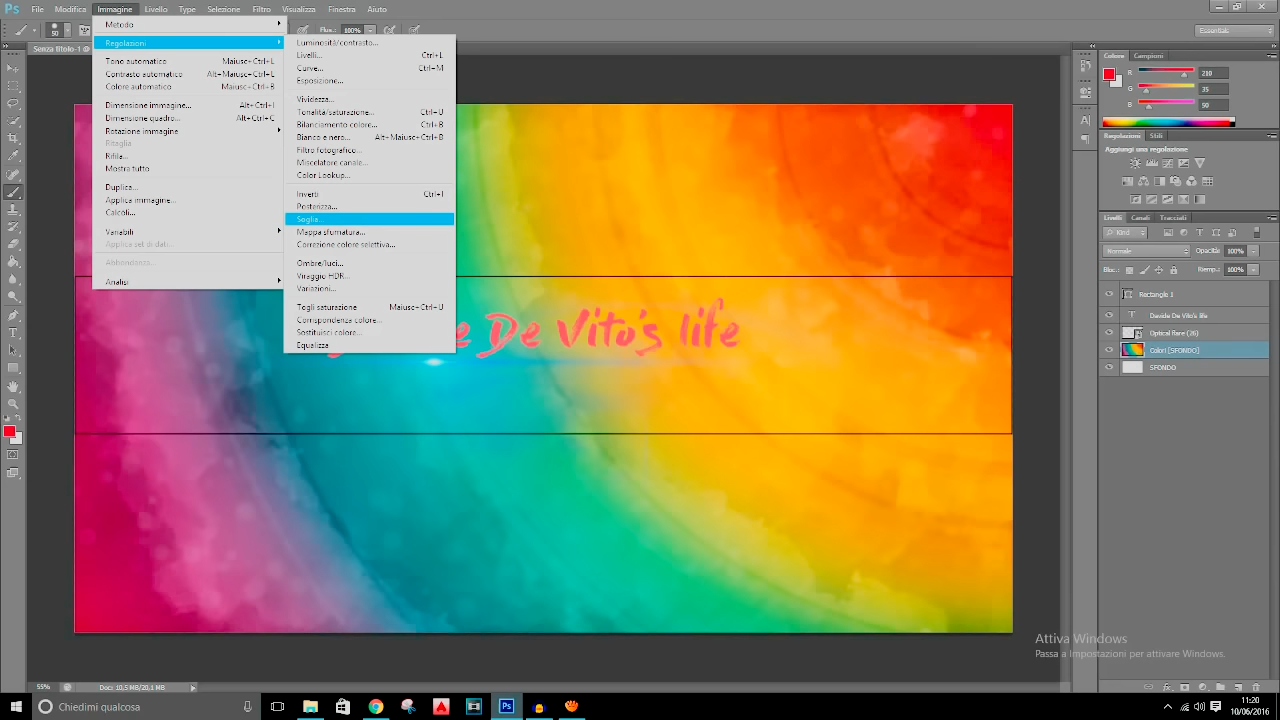 Ps File Modifica Immagine Livello Type Selezione Filtro Visualizza Finestra Aiuto
50 Flus.: 100% Essentials
Senza titolo-1 @
Metodo
Regolazioni
Tono automatico Maiusc+Ctrl+L
Contrasto automatico Alt+Maiusc+Ctrl+L
Colore automatico Maiusc+Ctrl+B
Dimensione immagine... Alt+Ctrl+I
Dimensione quadro... Alt+Ctrl+C
Rotazione immagine
Ritaglia
Rifila...
Mostra tutto
Duplica...
Applica immagine...
Calcoli...
Variabili
Applica set di dati...
Abbondanza...
Analisi
Luminosità/contrasto...
Livelli... Ctrl+L
Curve... Ctrl+M
Esposizione...
Vividezza...
Tonalità/saturazione... Ctrl+U
Bilanciamento colore... Ctrl+B
Bianco e nero... Alt+Maiusc+Ctrl+B
Filtro fotografico...
Miscelatore canale...
Color Lookup...
Inverti Ctrl+I
Posterizza...
Soglia...
Mappa sfumatura...
Correzione colore selettiva...
Ombre/luci...
Viraggio HDR...
Variazioni...
Togli saturazione Maiusc+Ctrl+U
Corrispondenza colore...
Sostituisci colore...
Equalizza
e De Vito's life
Colore Campioni
R 210
G 35
B 50
Regolazioni Stili
Aggiungi una regolazione
Livelli Canali Tracciati
Kind
Normale Opacità: 100%
Bloc.: Riemp.: 100%
Rectangle 1
T Davide De Vito's life
Optical Flare (26)
Colori [SFONDO]
SFONDO
Attiva Windows
Passa a Impostazioni per attivare Windows.
55% Doc: 10,5 MB/20,1 MB
Chiedimi qualcosa
Ps
11:20
10/06/2016